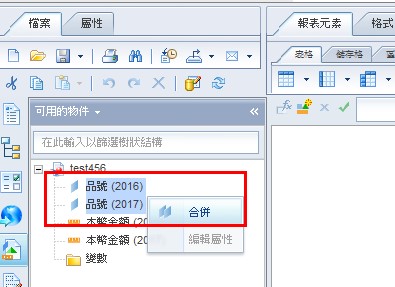 檔案 屬性 報表元素 格式
表格 儲存格
可用的物件
在此輸入以篩選樹狀結構
test456
品號 (2016)
品號 (2017)
合併
本幣金額 (20
編輯屬性
本幣金額 (20
變數